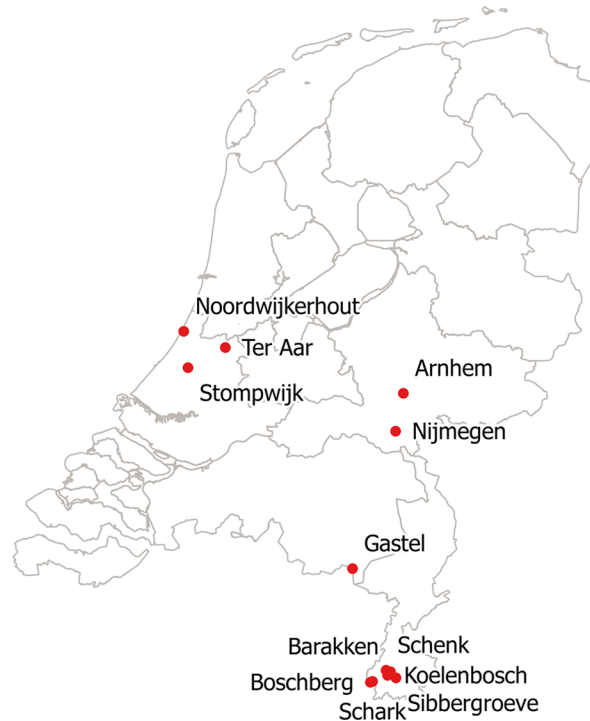 Noordwijkerhout
Ter Aar
Arnhem
Stompwijk
Nijmegen
Gastel
Barakken
Schenk
Boschberg
Koelenbosch
Schark
Sibbergroeve